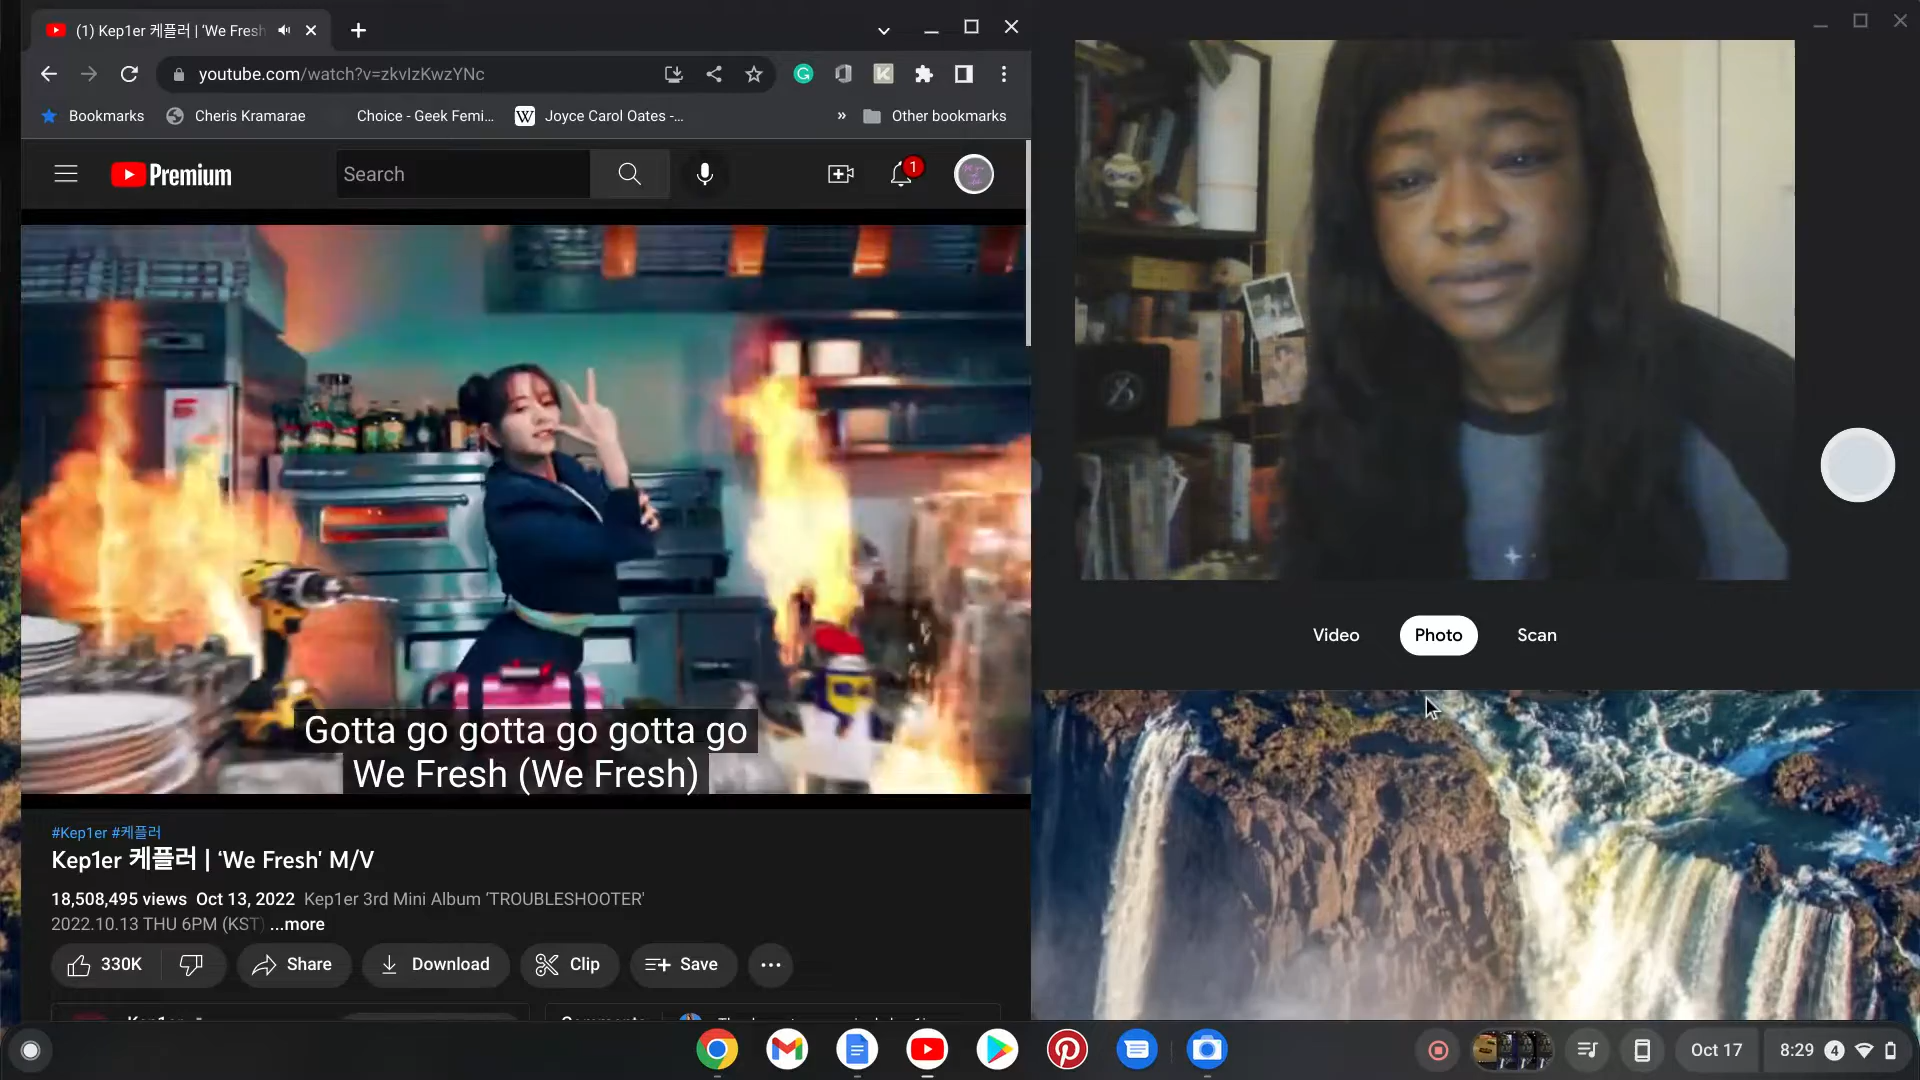 (1) Kep1er 케플러 | ‘We Fresh
youtube.com/watch?v=zkvIzKwzYNc
Bookmarks
Cheris Kramarae
Choice - Geek Femi...
Joyce Carol Oates -...
»
Other bookmarks
Premium
Search
1
Gotta go gotta go gotta go
We Fresh (We Fresh)
#Kep1er #케플러
Kep1er 케플러 | ‘We Fresh’ M/V
18,508,495 views Oct 13, 2022 Kep1er 3rd Mini Album ‘TROUBLESHOOTER’
2022.10.13 THU 6PM (KST) ...more
330K
Share
Download
Clip
Save
Video
Photo
Scan
Oct 17
8:29
4